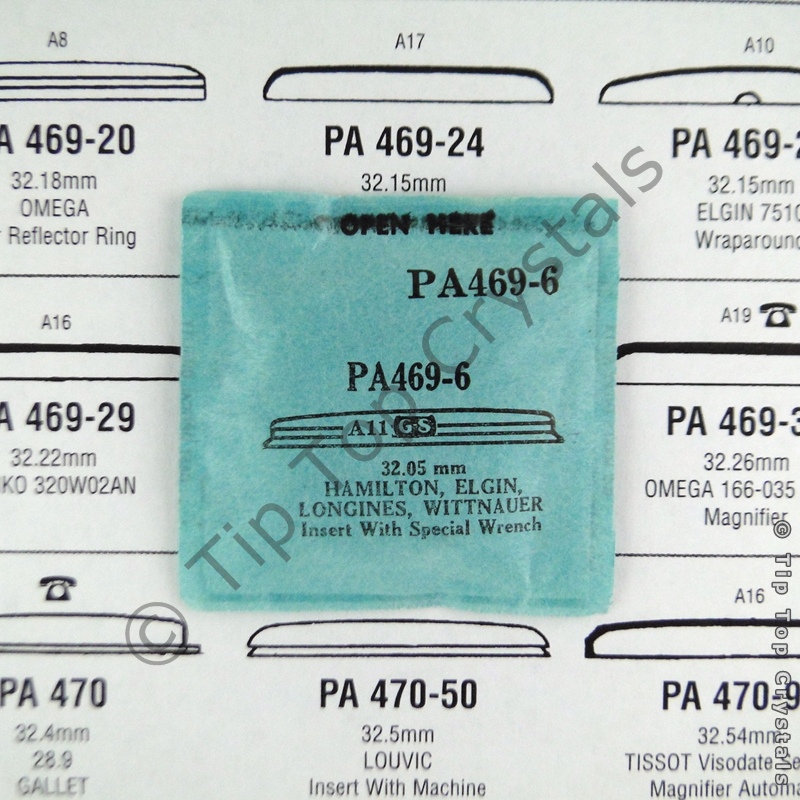 A8
A17
A10
PA 469-20
PA 469-24
PA 469-2
32.18mm
32.15mm
32.15mm
OMEGA
ELGIN 7510
Reflector Ring
Wraparound
OPEN HERE
PA469-6
PA469-6
A11 GS
32.05 mm
HAMILTON, ELGIN,
LONGINES, WITTNAUER
Insert With Special Wrench
A16
A19
A 469-29
PA 469-3
32.22mm
32.26mm
KO 320W02AN
OMEGA 166-035
Magnifier
A16
PA 470
PA 470-50
PA 470-9
32.4mm
32.5mm
32.54mm
28.9
LOUVIC
TISSOT Visodate Se
GALLET
Insert With Machine
Magnifier Automa
© Tip Top Crystals
© Tip Top Crystals